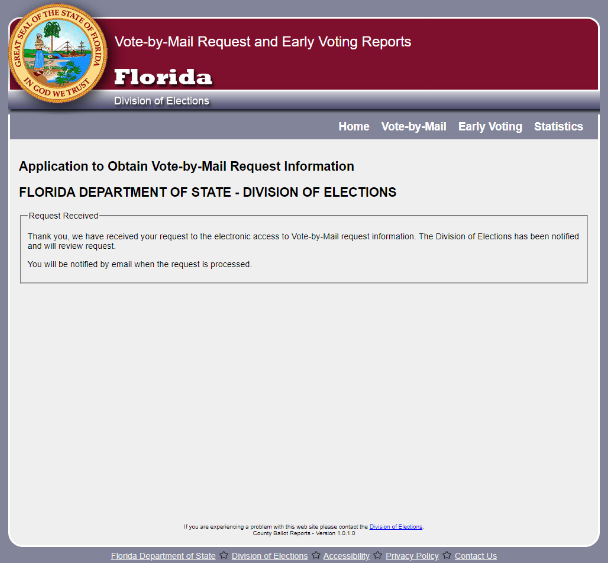 GREAT SEAL OF THE STATE OF FLORIDA
IN GOD WE TRUST
Vote-by-Mail Request and Early Voting Reports
Florida
Division of Elections
Home Vote-by-Mail Early Voting Statistics
Application to Obtain Vote-by-Mail Request Information
FLORIDA DEPARTMENT OF STATE - DIVISION OF ELECTIONS
Request Received
Thank you, we have received your request to the electronic access to Vote-by-Mail request information. The Division of Elections has been notified
and will review request.
You will be notified by email when the request is processed.
If you are experiencing a problem with this web site please contact the Division of Elections.
County Ballot Reports - Version 1.0.1.0
Florida Department of State ☆ Division of Elections ☆ Accessibility ☆ Privacy Policy ☆ Contact Us